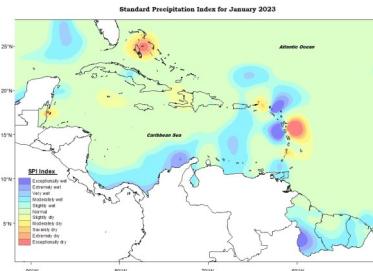 Standard Precipitation Index for January 2023
25°N
Atlantic Ocean
20°N
15°N
Caribbean Sea
10°N
5°N
SPI Index
Exceptionally wet
Extremely wet
Very wet
Moderately wet
Slightly wet
Normal
Slightly dry
Moderately dry
Severely dry
Extremely dry
Exceptionally dry